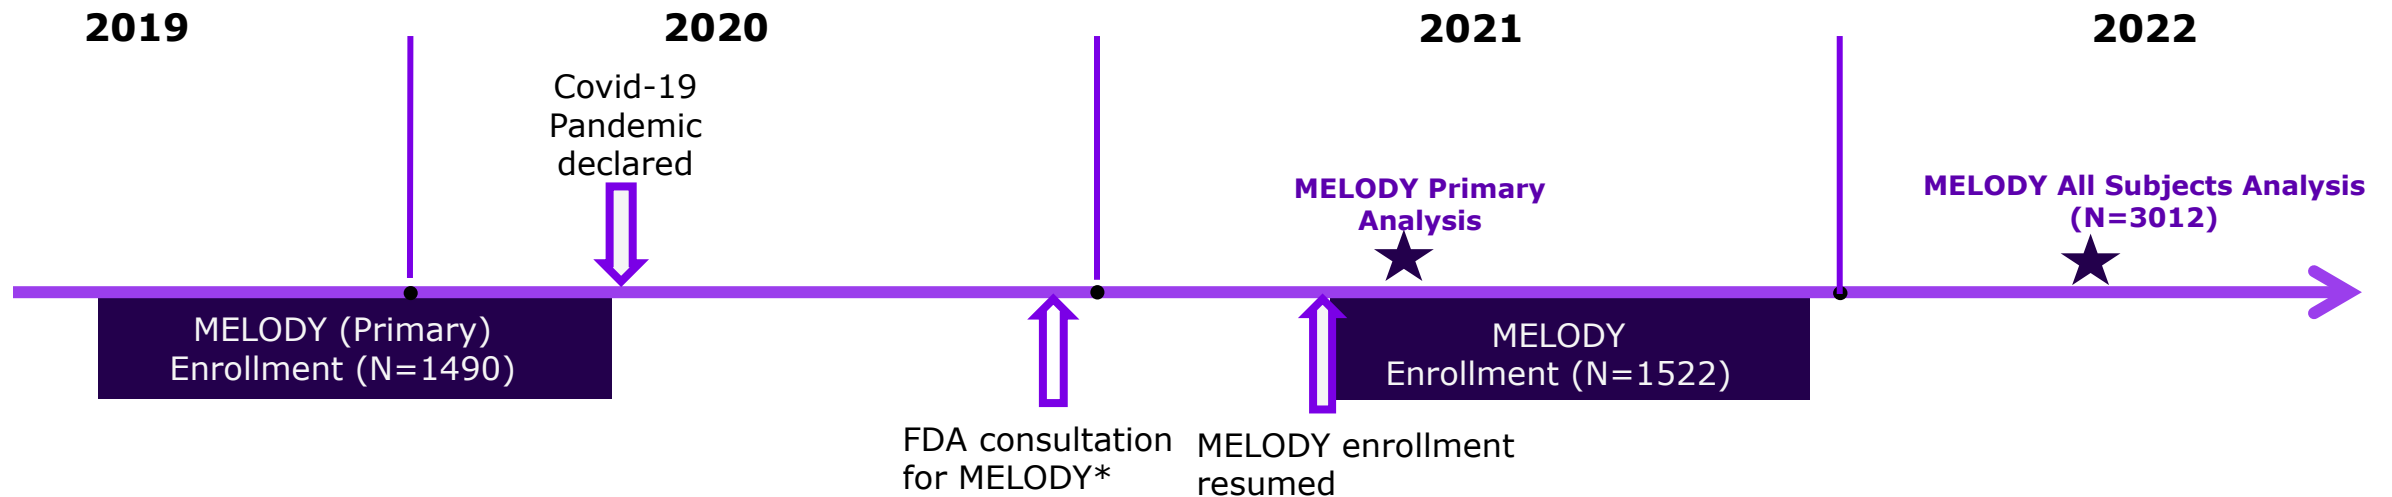 2019
2020
2021
2022
Covid-19
Pandemic
declared
MELODY Primary
Analysis
MELODY All Subjects Analysis
(N=3012)
MELODY (Primary)
Enrollment (N=1490)
MELODY
Enrollment (N=1522)
FDA consultation
for MELODY*
MELODY enrollment
resumed